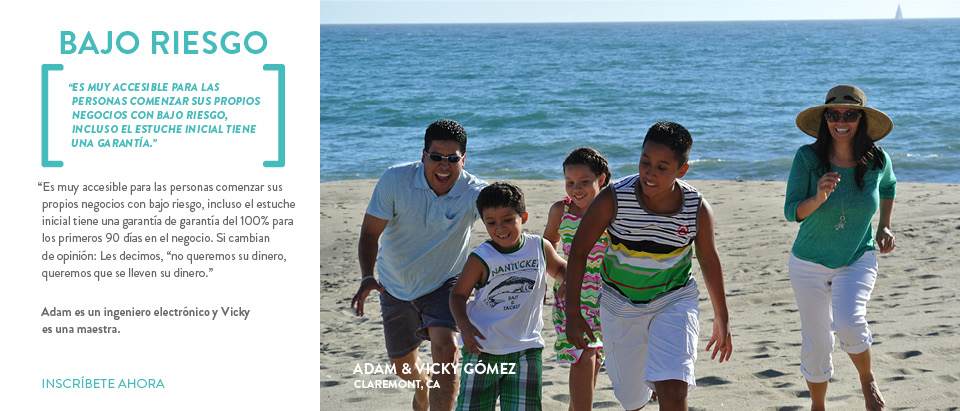 BAJO RIESGO
"ES MUY ACCESIBLE PARA LAS
PERSONAS COMENZAR SUS PROPIOS
NEGOCIOS CON BAJO RIESGO,
INCLUSO EL ESTUCHE INICIAL TIENE
UNA GARANTÍA."
“Es muy accesible para las personas comenzar sus
propios negocios con bajo riesgo, incluso el estuche
inicial tiene una garantía de garantía del 100% para
los primeros 90 días en el negocio. Si cambian
de opinión: Les decimos, “no queremos su dinero,
queremos que se lleven su dinero.”
Adam es un ingeniero electrónico y Vicky
es una maestra.
INSCRÍBETE AHORA
NANTUCKET
BAIT &
TACKLE
ADAM & VICKY GÓMEZ
CLAREMONT, CA